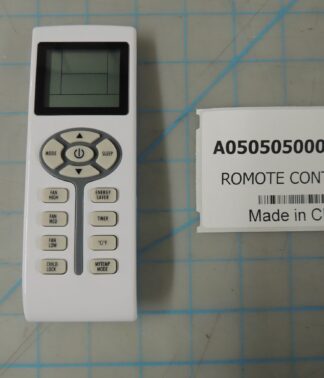 MODE
SLEEP
FAN HIGH
ENERGY SAVER
FAN MED
TIMER
FAN LOW
°C/°F
CHILD LOCK
MYTEMP MODE
A050505000
ROMOTE CONT
Made in C